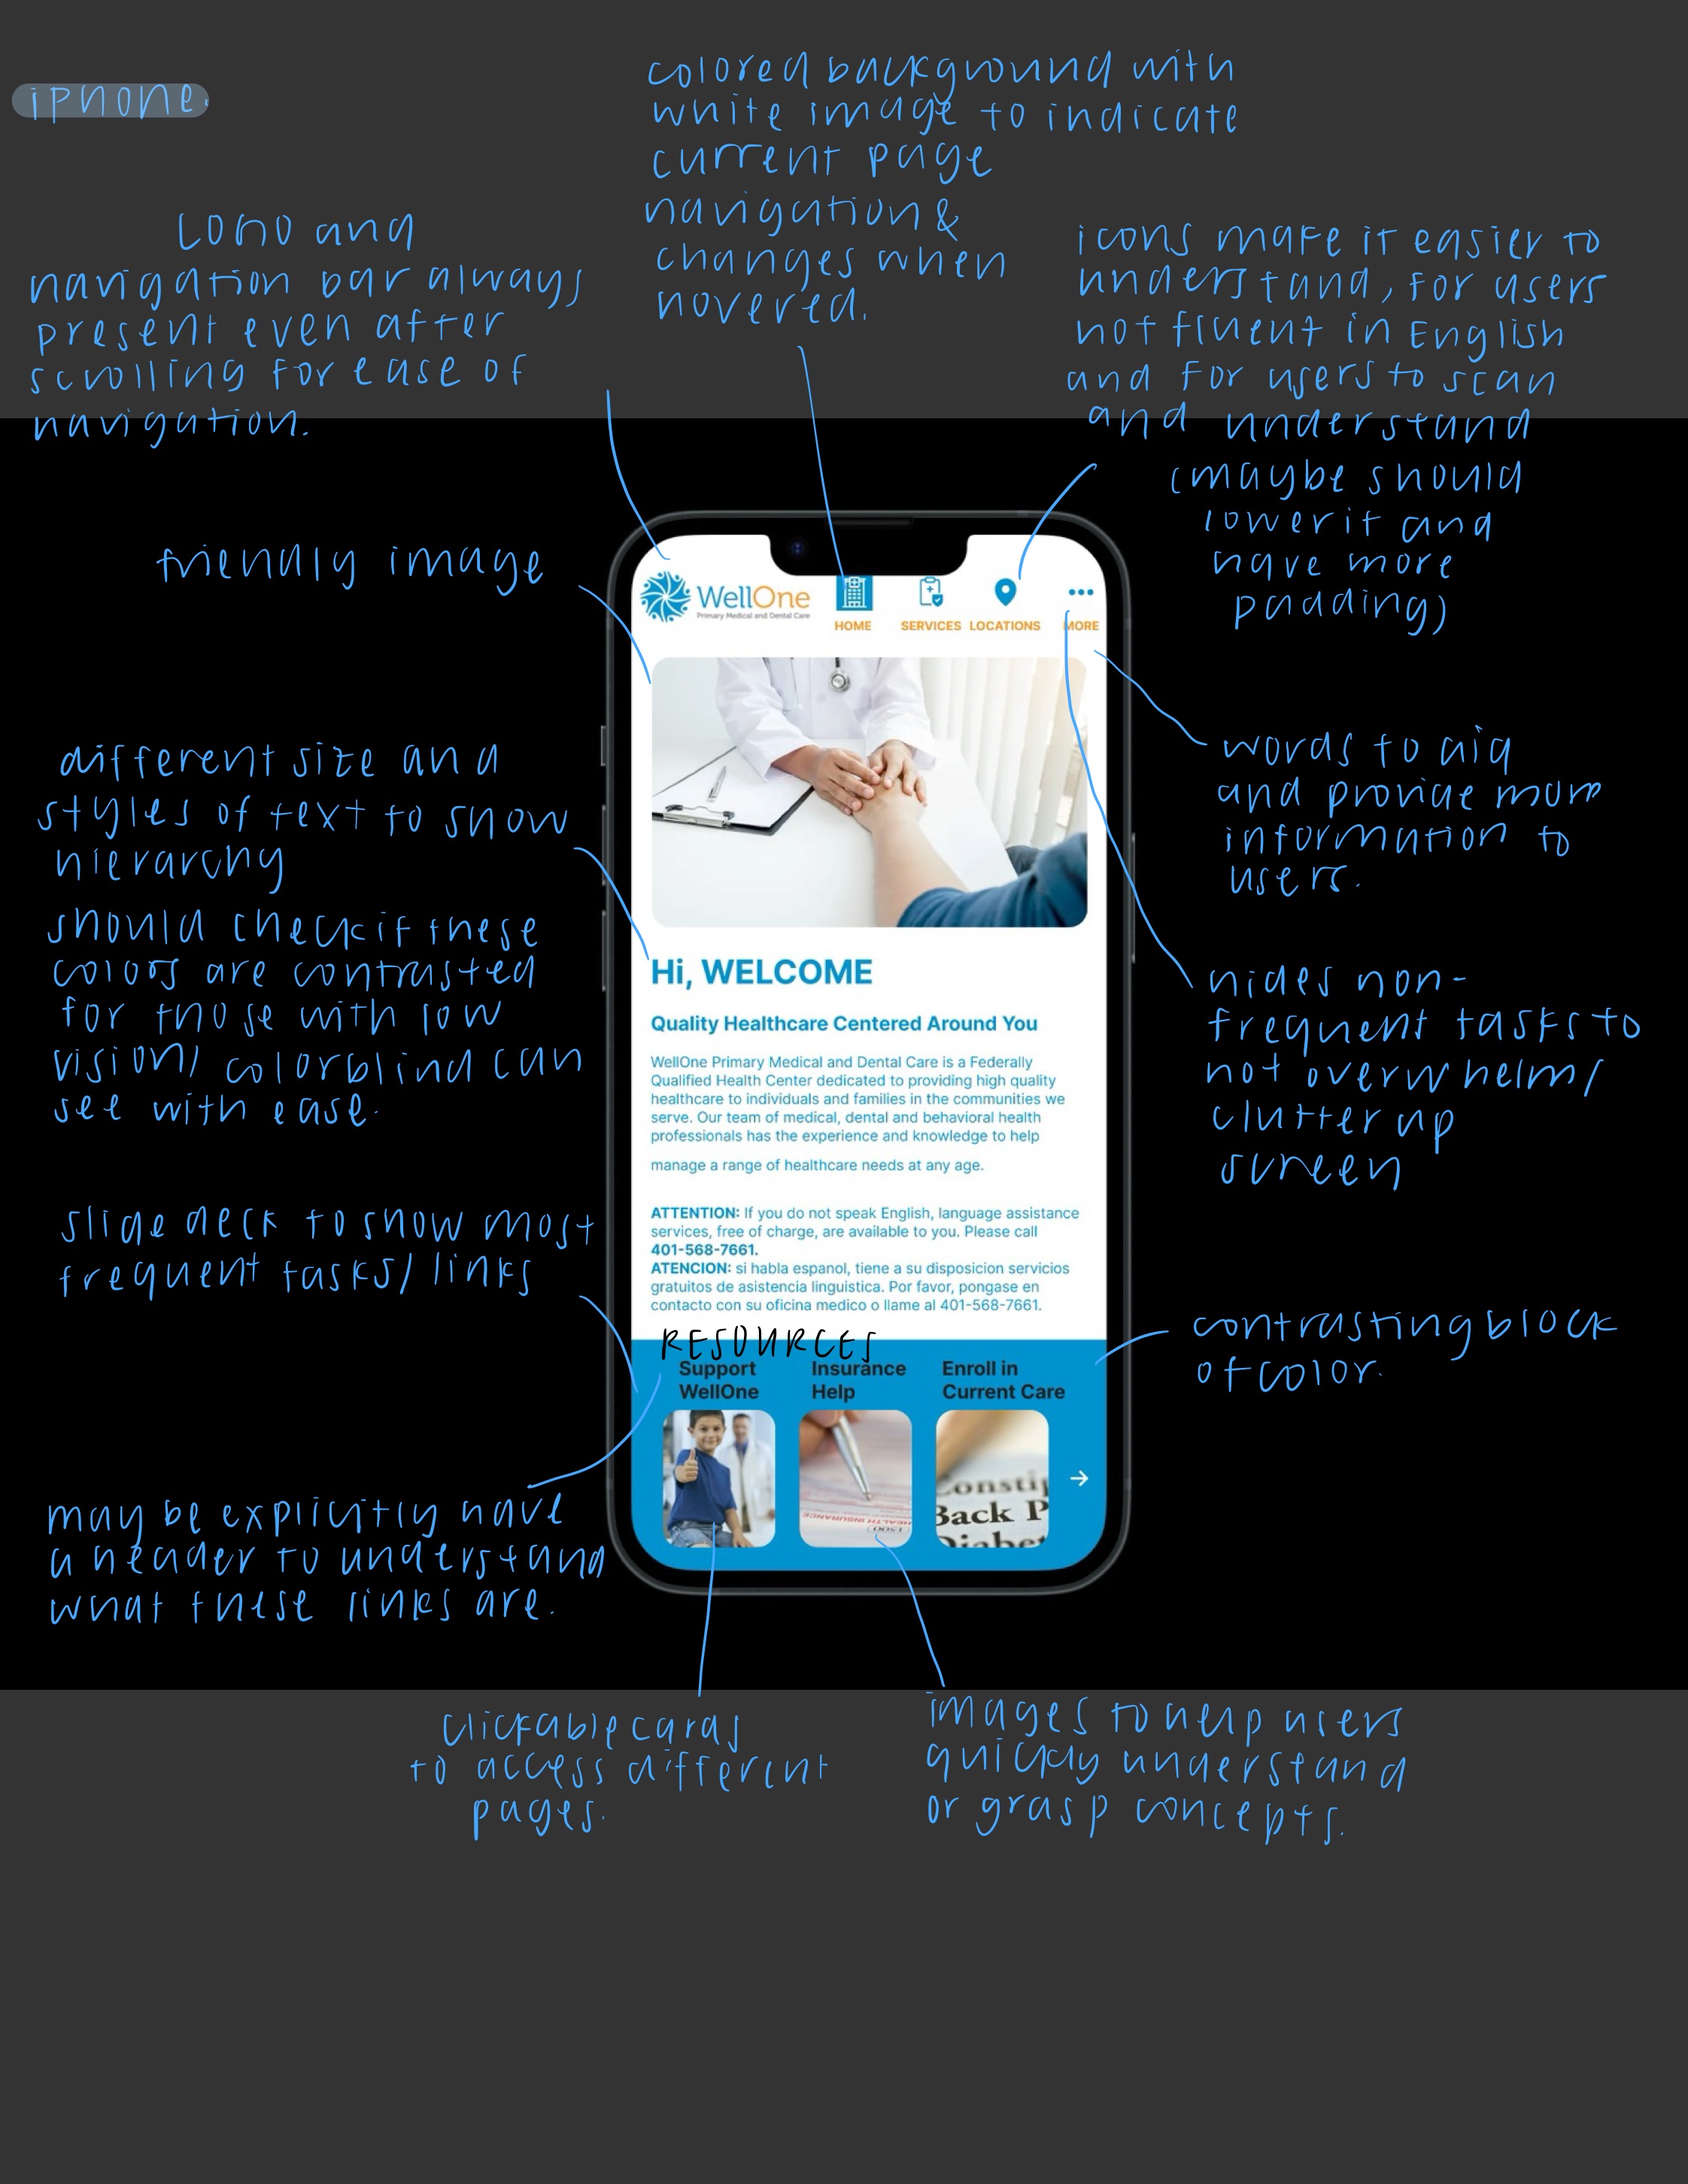 iPhone.
colored background with
white image to indicate
current page
navigation &
changes when
hovered.
Logo and
navigation bar always
present even after
scrolling for ease of
navigation.
icons make it easier to
understand, for users
not fluent in English
and for users to scan
and understand
(maybe should
lower it and
have more
padding)
friendly image
WellOne
Primary Medical and Dental Care
HOME SERVICES LOCATIONS MORE
different size and
styles of text to show
hierarchy
should check if these
colors are contrasted
for those with low
vision/ colorblind can
see with ease.
words to aid
and provide more
information to
users.
hides non-
frequent tasks to
not overwhelm/
clutter up
screen
Hi, WELCOME
Quality Healthcare Centered Around You
WellOne Primary Medical and Dental Care is a Federally
Qualified Health Center dedicated to providing high quality
healthcare to individuals and families in the communities we
serve. Our team of medical, dental and behavioral health
professionals has the experience and knowledge to help
manage a range of healthcare needs at any age.
ATTENTION: If you do not speak English, language assistance
services, free of charge, are available to you. Please call
401-568-7661.
ATENCION: si habla espanol, tiene a su disposicion servicios
gratuitos de asistencia linguistica. Por favor, pongase en
contacto con su oficina medico o llame al 401-568-7661.
slide deck to show most
frequent tasks/links
contrasting block
of color.
RESOURCES
Support
WellOne
Insurance
Help
Enroll in
Current Care
onstip
Back P
Diabet
may be explicitly have
a header to understand
what these links are.
clickable cards
to access different
pages.
images to help users
quickly understand
or grasp concepts.